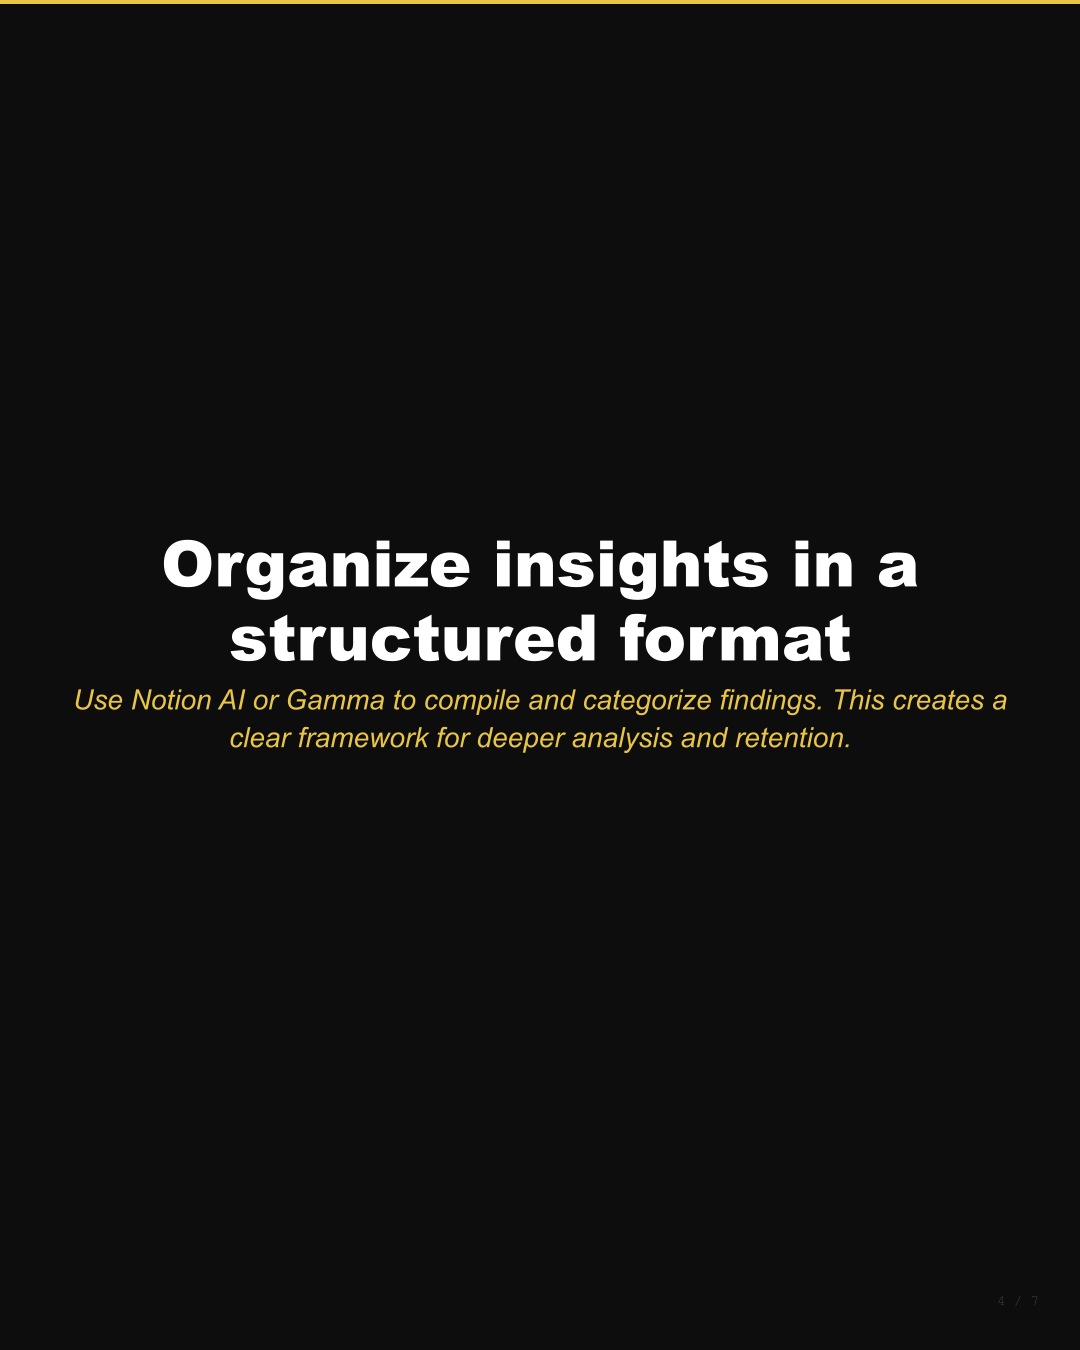 Organize insights in a
structured format
Use Notion AI or Gamma to compile and categorize findings. This creates a
clear framework for deeper analysis and retention.
4 / 7